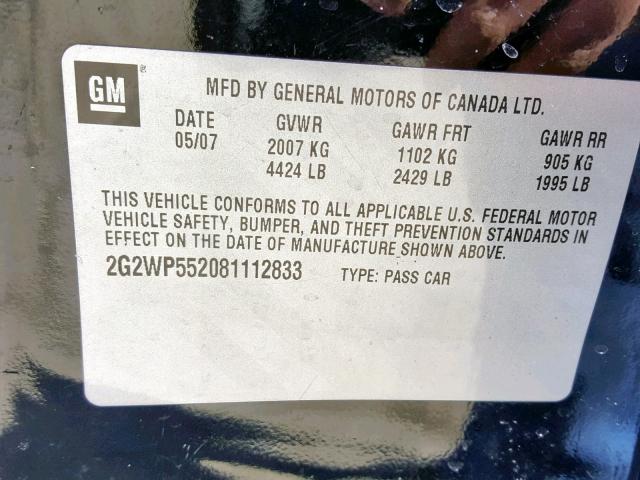 GM
MFD BY GENERAL MOTORS OF CANADA LTD.
DATE GVWR GAWR FRT GAWR RR
05/07 2007 KG 1102 KG 905 KG
4424 LB 2429 LB 1995 LB
THIS VEHICLE CONFORMS TO ALL APPLICABLE U.S. FEDERAL MOTOR
VEHICLE SAFETY, BUMPER, AND THEFT PREVENTION STANDARDS IN
EFFECT ON THE DATE OF MANUFACTURE SHOWN ABOVE.
2G2WP552081112833 TYPE: PASS CAR